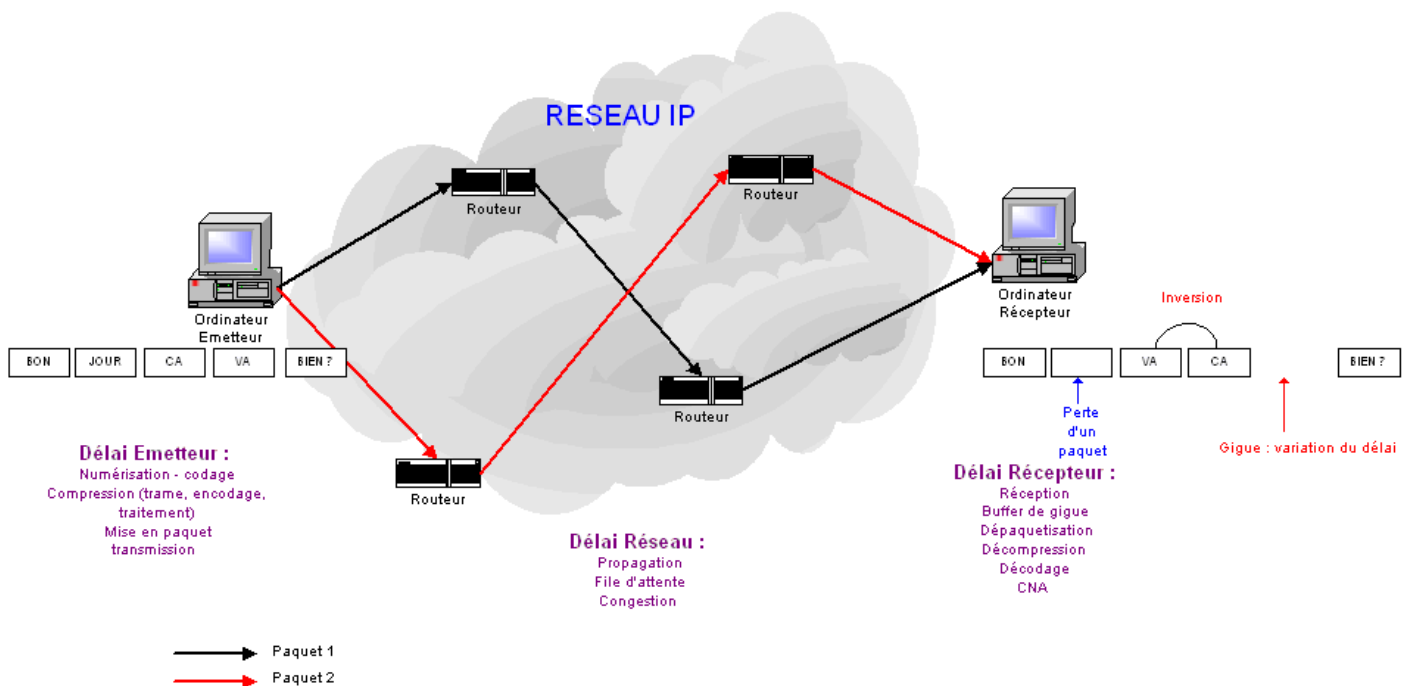 RESEAU IP
Routeur
Routeur
Ordinateur
Emetteur
Ordinateur
Récepteur
Inversion
BON JOUR CA VA BIEN ?
BON VA CA BIEN ?
Routeur
Perte
d'un
paquet
Gigue : variation du délai
Routeur
Délai Emetteur :
Numérisation - codage
Compression (trame, encodage,
traitement)
Mise en paquet
transmission
Délai Réseau :
Propagation
File d'attente
Congestion
Délai Récepteur :
Réception
Buffer de gigue
Dépaquetisation
Décompression
Décodage
CNA
Paquet 1
Paquet 2